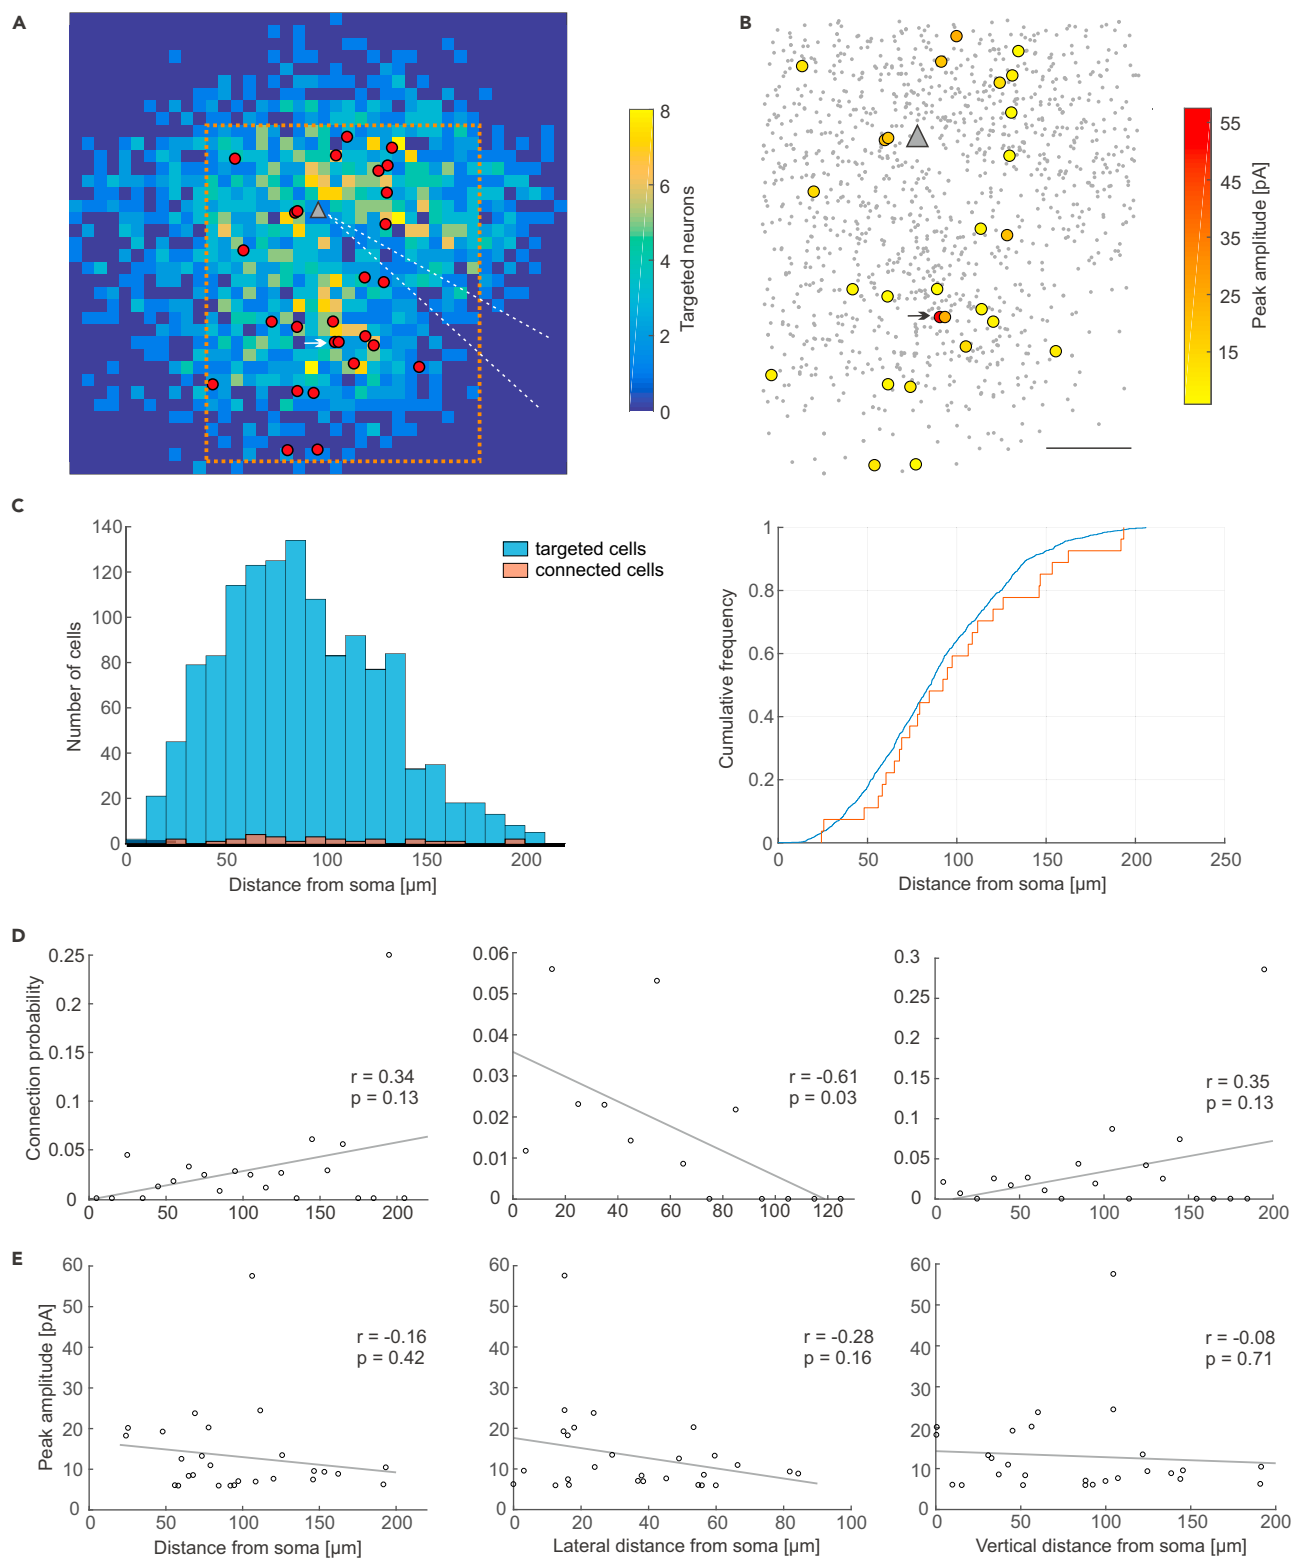 A
B
8
6
4
2
0
Targeted neurons
55
45
35
25
15
Peak amplitude [pA]
C
140
120
100
80
60
40
20
0
Number of cells
targeted cells
connected cells
0 50 100 150 200
Distance from soma [µm]
1
0.8
0.6
0.4
0.2
0
Cumulative frequency
0 50 100 150 200 250
Distance from soma [µm]
D
0.25
0.2
0.15
0.1
0.05
0
Connection probability
r = 0.34
p = 0.13
0 50 100 150 200
0.06
0.05
0.04
0.03
0.02
0.01
0
r = -0.61
p = 0.03
0 20 40 60 80 100 120
0.3
0.25
0.2
0.15
0.1
0.05
0
r = 0.35
p = 0.13
0 50 100 150 200
E
60
50
40
30
20
10
0
Peak amplitude [pA]
r = -0.16
p = 0.42
0 50 100 150 200
Distance from soma [µm]
60
50
40
30
20
10
0
r = -0.28
p = 0.16
0 20 40 60 80 100
Lateral distance from soma [µm]
60
50
40
30
20
10
0
r = -0.08
p = 0.71
0 50 100 150 200
Vertical distance from soma [µm]